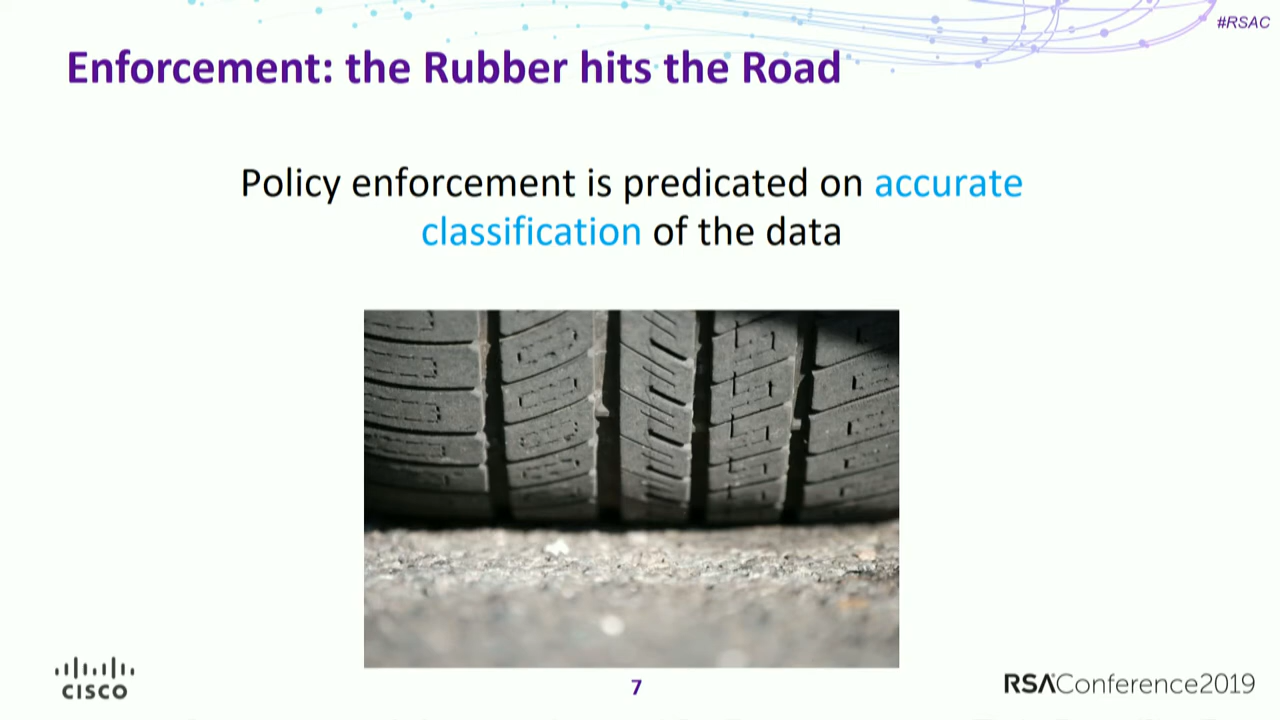 #RSAC
Enforcement: the Rubber hits the Road
Policy enforcement is predicated on accurate
classification of the data
CISCO
7
RSAConference2019